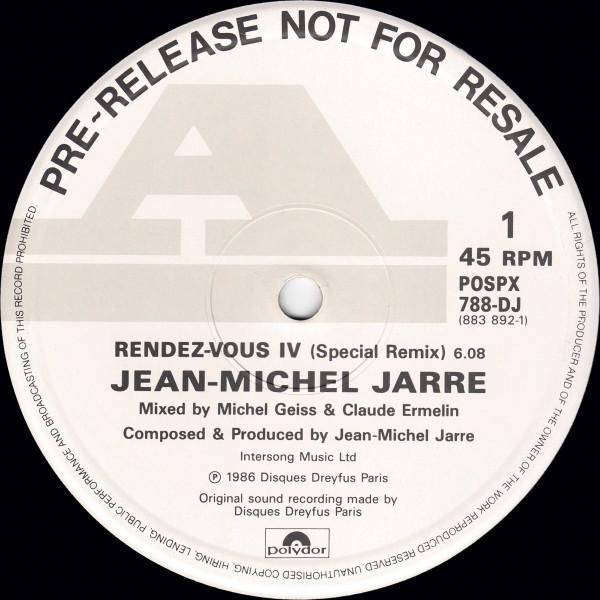 PRE-RELEASE NOT FOR RESALE
A
1
45 RPM
POSPX
788-DJ
(883 892-1)
RENDEZ-VOUS IV (Special Remix) 6.08
JEAN-MICHEL JARRE
Mixed by Michel Geiss & Claude Ermelin
Composed & Produced by Jean-Michel Jarre
Intersong Music Ltd
Ⓟ 1986 Disques Dreyfus Paris
Original sound recording made by
Disques Dreyfus Paris
polydor
ALL RIGHTS OF THE PRODUCER AND OF THE OWNER OF THE WORK REPRODUCED RESERVED UNAUTHORISED COPYING, HIRING, LENDING, PUBLIC PERFORMANCE AND BROADCASTING OF THIS RECORD PROHIBITED.